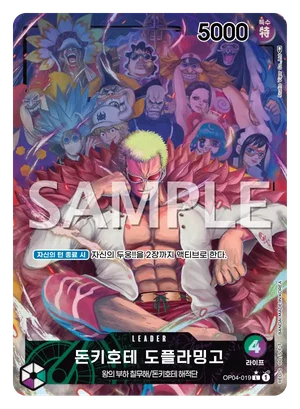 5000
특수
特
SAMPLE
자신의 턴 종료 시 자신의 두웅!!을 2장까지 액티브로 한다.
LEADER
돈키호테 도플라밍고
4
라이프
왕의 부하 칠무해/돈키호테 해적단
OP04-019 L 1